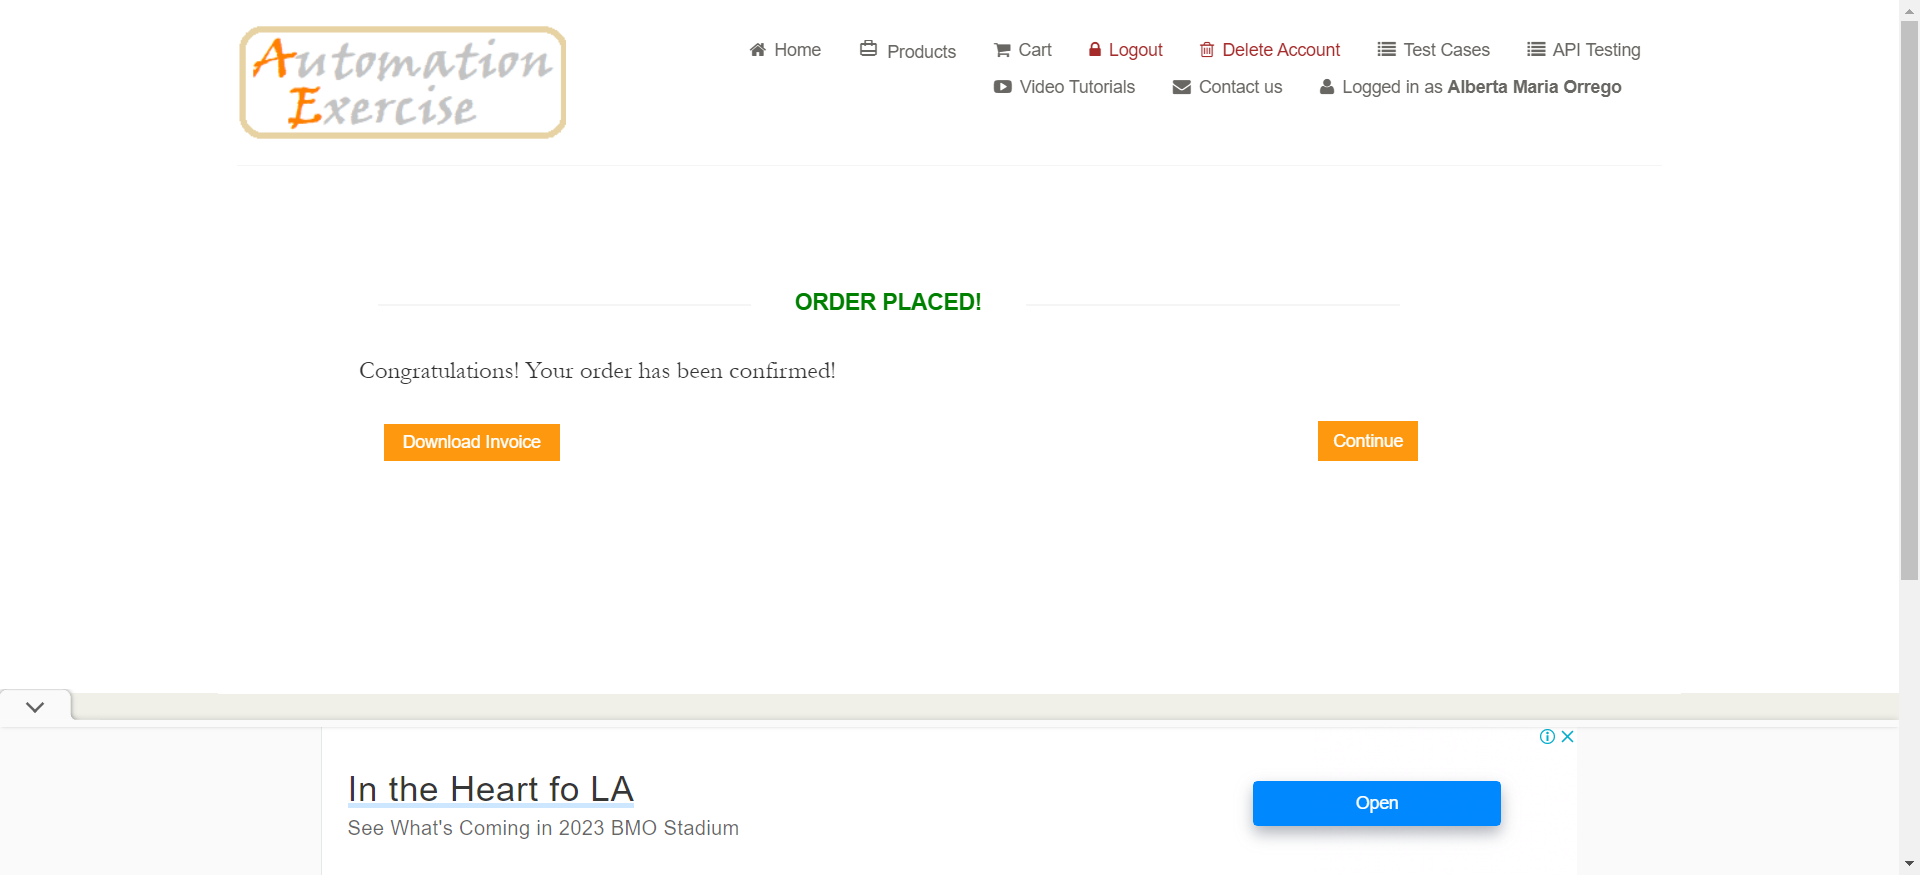 Automation
Exercise
Home Products Cart Logout Delete Account Test Cases API Testing
Video Tutorials Contact us Logged in as Alberta Maria Orrego
ORDER PLACED!
Congratulations! Your order has been confirmed!
Download Invoice Continue
In the Heart fo LA
See What's Coming in 2023 BMO Stadium
Open